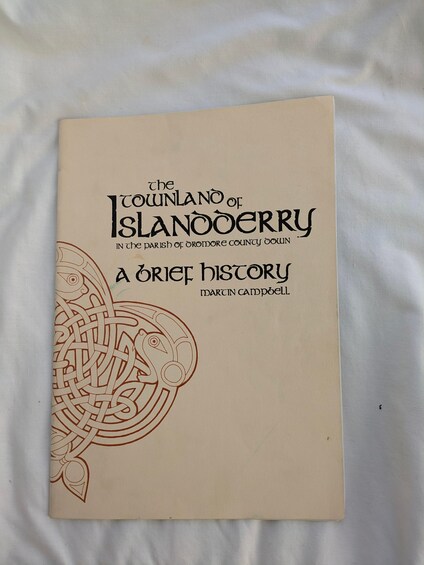 the
townland of
Islandderry
in the parish of dromore county down
a brief history
martin campbell